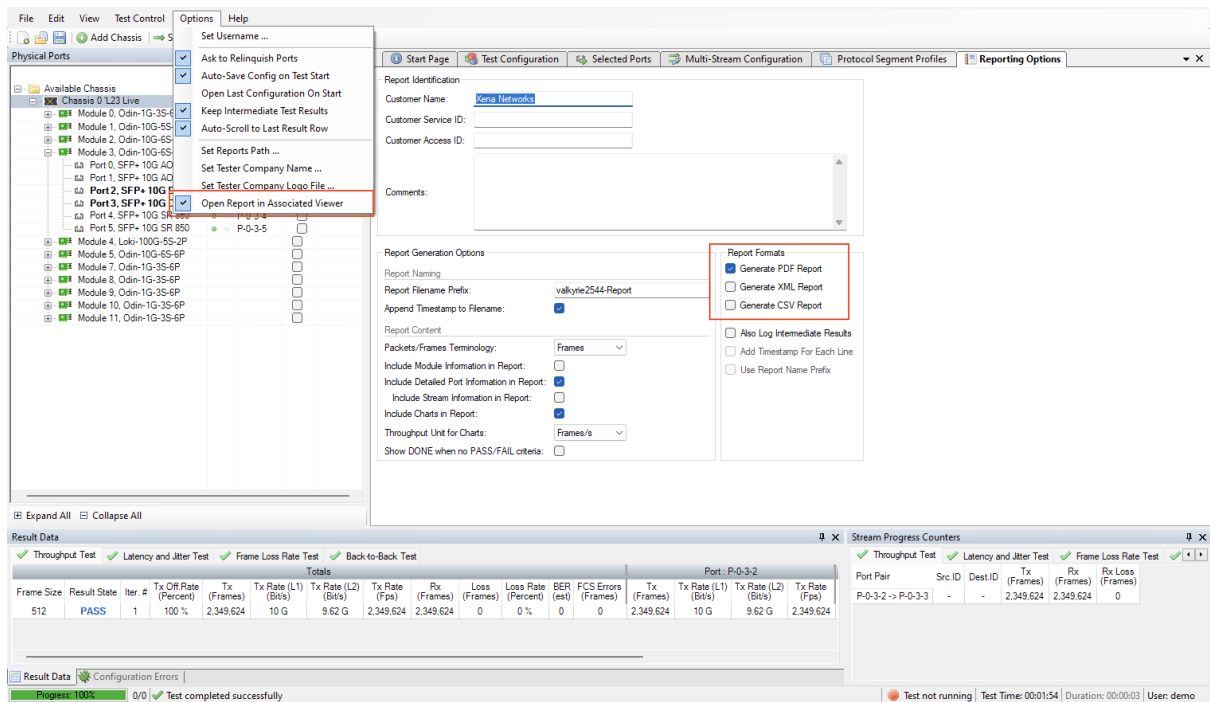 File Edit View Test Control Options Help
Add Chassis
Set Username ...
Ask to Relinquish Ports
Auto-Save Config on Test Start
Open Last Configuration On Start
Keep Intermediate Test Results
Auto-Scroll to Last Result Row
Set Reports Path ...
Set Tester Company Name ...
Set Tester Company Logo File ...
Open Report in Associated Viewer
Physical Ports
Available Chassis
Chassis 0 'L23 Live
Module 0, Odin-1G-3S-6
Module 1, Odin-10G-5S-
Module 2, Odin-10G-6S-
Module 3, Odin-10G-6S-
Port 0, SFP+ 10G AO
Port 1, SFP+ 10G AO
Port 2, SFP+ 10G
Port 3, SFP+ 10G
Port 4, SFP+ 10G SR 850 P-0-3-4
Port 5, SFP+ 10G SR 850 P-0-3-5
Module 4, Loki-100G-5S-2P
Module 5, Odin-10G-6S-6P
Module 7, Odin-1G-3S-6P
Module 8, Odin-1G-3S-6P
Module 9, Odin-1G-3S-6P
Module 10, Odin-1G-3S-6P
Module 11, Odin-1G-3S-6P
Expand All Collapse All
Start Page Test Configuration Selected Ports Multi-Stream Configuration Protocol Segment Profiles Reporting Options
Report Identification
Customer Name: Xena Networks
Customer Service ID:
Customer Access ID:
Comments:
Report Generation Options
Report Naming
Report Filename Prefix: valkyrie2544-Report
Append Timestamp to Filename:
Report Content
Packets/Frames Terminology: Frames
Include Module Information in Report:
Include Detailed Port Information in Report:
Include Stream Information in Report:
Include Charts in Report:
Throughput Unit for Charts: Frames/s
Show DONE when no PASS/FAIL criteria:
Report Formats
Generate PDF Report
Generate XML Report
Generate CSV Report
Also Log Intermediate Results
Add Timestamp For Each Line
Use Report Name Prefix
Result Data
Throughput Test Latency and Jitter Test Frame Loss Rate Test Back-to-Back Test
Totals Port : P-0-3-2
Frame Size Result State Iter. # Tx Off.Rate (Percent) Tx (Frames) Tx Rate (L1) (Bit/s) Tx Rate (L2) (Bit/s) Tx Rate (Fps) Rx (Frames) Loss (Frames) Loss Rate (Percent) BER (est) FCS Errors (Frames) Tx (Frames) Tx Rate (L1) (Bit/s) Tx Rate (L2) (Bit/s) Tx Rate (Fps)
512 PASS 1 100 % 2,349,624 10 G 9.62 G 2,349,624 2,349,624 0 0 % 0 0 2,349,624 10 G 9.62 G 2,349,624
Stream Progress Counters
Throughput Test Latency and Jitter Test Frame Loss Rate Test
Port Pair Src.ID Dest.ID Tx (Frames) Rx (Frames) Rx Loss (Frames)
P-0-3-2 -> P-0-3-3 - - 2,349,624 2,349,624 0
Result Data Configuration Errors
Progress: 100% 0/0 Test completed successfully Test not running Test Time: 00:01:54 Duration: 00:00:03 User: demo